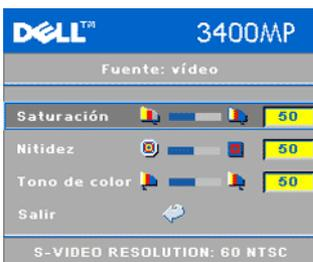 DELL™ 3400MP
Fuente: vídeo
Saturación 50
Nitidez 50
Tono de color 50
Salir
S-VIDEO RESOLUTION: 60 NTSC